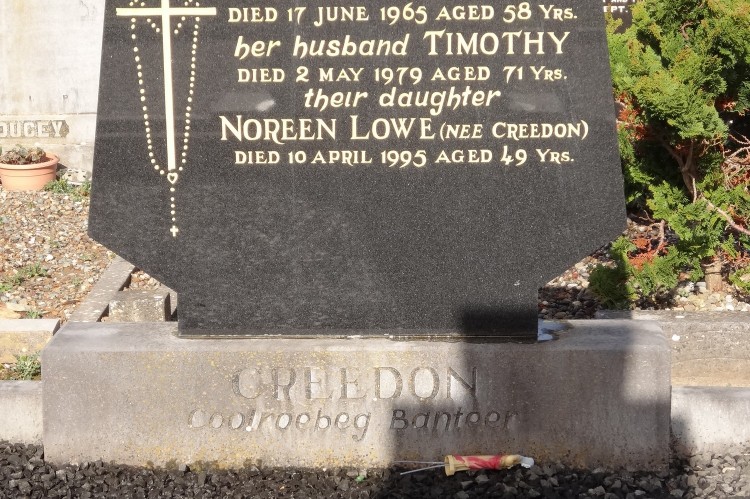 DIED 17 JUNE 1965 AGED 58 YRS.
her husband TIMOTHY
DIED 2 MAY 1979 AGED 71 YRS.
their daughter
NOREEN LOWE (NEE CREEDON)
DIED 10 APRIL 1995 AGED 49 YRS.
CREEDON
Coolroebeg Banteer